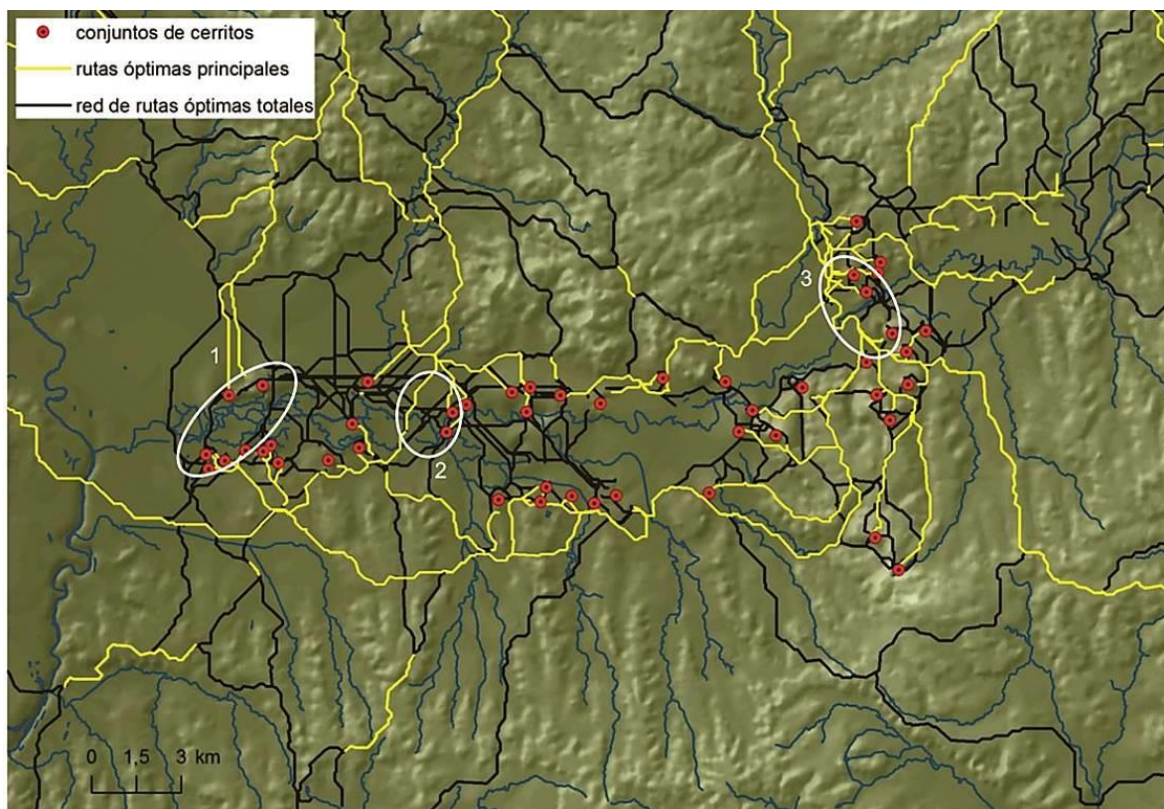 conjuntos de cerritos
rutas óptimas principales
red de rutas óptimas totales
1
2
3
0 1,5 3 km